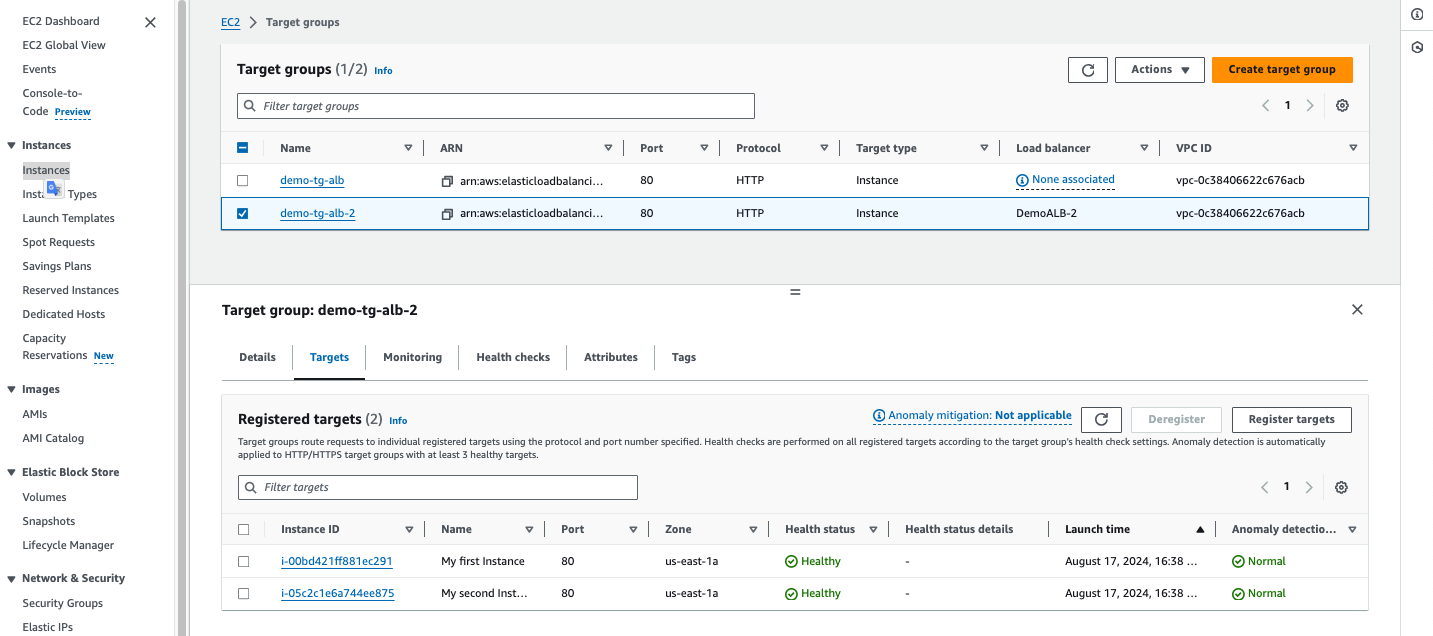 EC2 Dashboard
EC2 Global View
Events
Console-to-
Code Preview
Instances
Instances
Types
Launch Templates
Spot Requests
Savings Plans
Reserved Instances
Dedicated Hosts
Capacity
Reservations New
Images
AMIs
AMI Catalog
Elastic Block Store
Volumes
Snapshots
Lifecycle Manager
Network & Security
Security Groups
Elastic IPs
EC2 > Target groups
Target groups (1/2) Info
Actions
Create target group
Filter target groups
1
Name ARN Port Protocol Target type Load balancer VPC ID
demo-tg-alb arn:aws:elasticloadbalanci... 80 HTTP Instance None associated vpc-0c38406622c676acb
demo-tg-alb-2 arn:aws:elasticloadbalanci... 80 HTTP Instance DemoALB-2 vpc-0c38406622c676acb
Target group: demo-tg-alb-2
Details Targets Monitoring Health checks Attributes Tags
Registered targets (2) Info
Anomaly mitigation: Not applicable
Deregister
Register targets
Target groups route requests to individual registered targets using the protocol and port number specified. Health checks are performed on all registered targets according to the target group's health check settings. Anomaly detection is automatically
applied to HTTP/HTTPS target groups with at least 3 healthy targets.
Filter targets
1
Instance ID Name Port Zone Health status Health status details Launch time Anomaly detectio...
i-00bd421ff881ec291 My first Instance 80 us-east-1a Healthy - August 17, 2024, 16:38 ... Normal
i-05c2c1e6a744ee875 My second Inst... 80 us-east-1a Healthy - August 17, 2024, 16:38 ... Normal